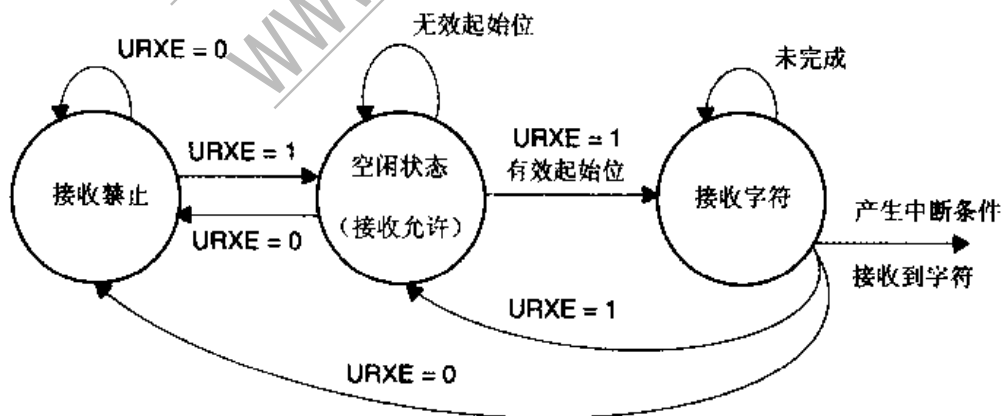 无效起始位
URXE = 0
未完成
URXE = 1
空闲状态
（接收允许）
URXE = 1
有效起始位
接收禁止
接收字符
URXE = 0
产生中断条件
接收到字符
URXE = 1
URXE = 0